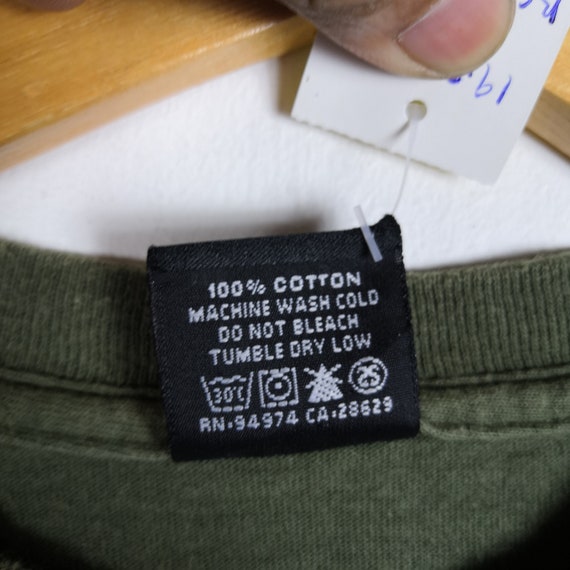 100% COTTON
MACHINE WASH COLD
DO NOT BLEACH
TUMBLE DRY LOW
30°C
RN·94974 CA·28629